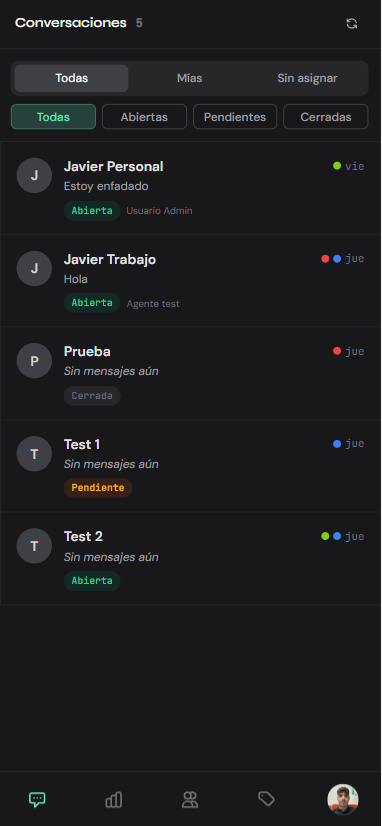 Conversaciones 5
Todas Mías Sin asignar
Todas Abiertas Pendientes Cerradas
J Javier Personal vie
Estoy enfadado
Abierta Usuario Admin
J Javier Trabajo jue
Hola
Abierta Agente test
P Prueba jue
Sin mensajes aún
Cerrada
T Test 1 jue
Sin mensajes aún
Pendiente
T Test 2 jue
Sin mensajes aún
Abierta